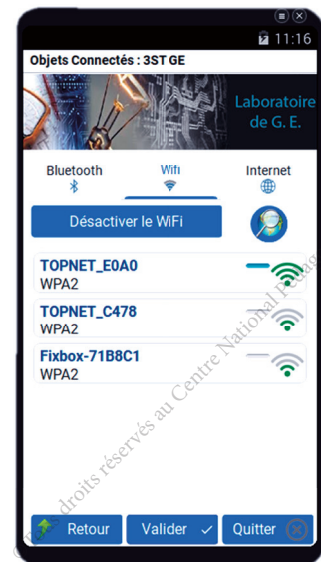 11:16
Objets Connectés : 3ST GE
Laboratoire
de G. E.
Bluetooth Wifi Internet
Désactiver le WiFi
TOPNET_E0A0
WPA2
TOPNET_C478
WPA2
Fixbox-71B8C1
WPA2
droits réservés au Centre National
Retour Valider Quitter